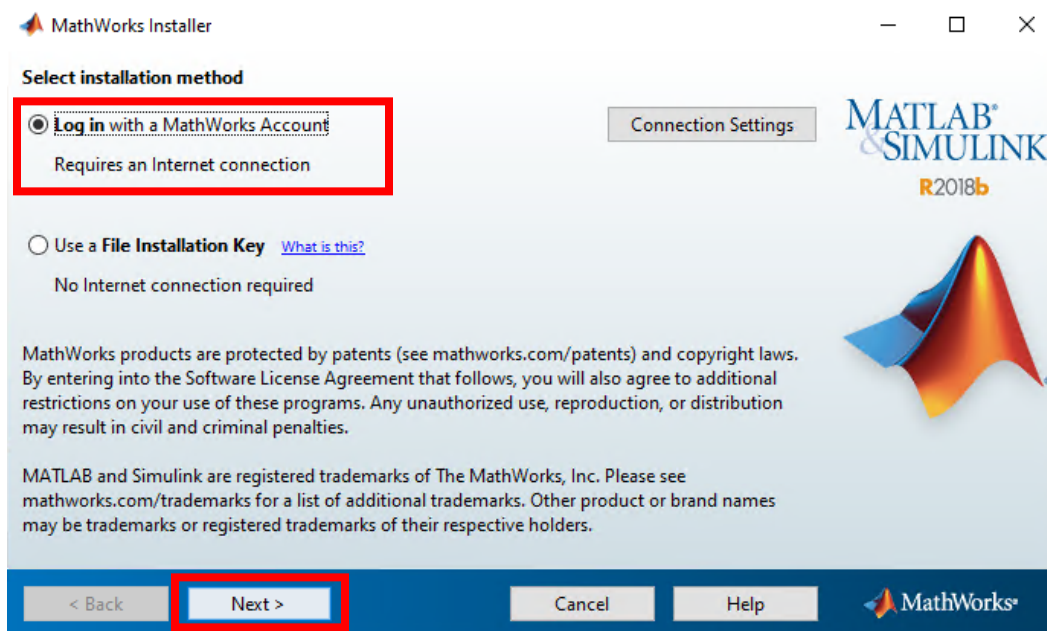 MathWorks Installer
Select installation method
Log in with a MathWorks Account
Requires an Internet connection
Connection Settings
MATLAB®
&SIMULINK
R2018b
Use a File Installation Key What is this?
No Internet connection required
MathWorks products are protected by patents (see mathworks.com/patents) and copyright laws.
By entering into the Software License Agreement that follows, you will also agree to additional
restrictions on your use of these programs. Any unauthorized use, reproduction, or distribution
may result in civil and criminal penalties.
MATLAB and Simulink are registered trademarks of The MathWorks, Inc. Please see
mathworks.com/trademarks for a list of additional trademarks. Other product or brand names
may be trademarks or registered trademarks of their respective holders.
< Back
Next >
Cancel
Help
MathWorks®